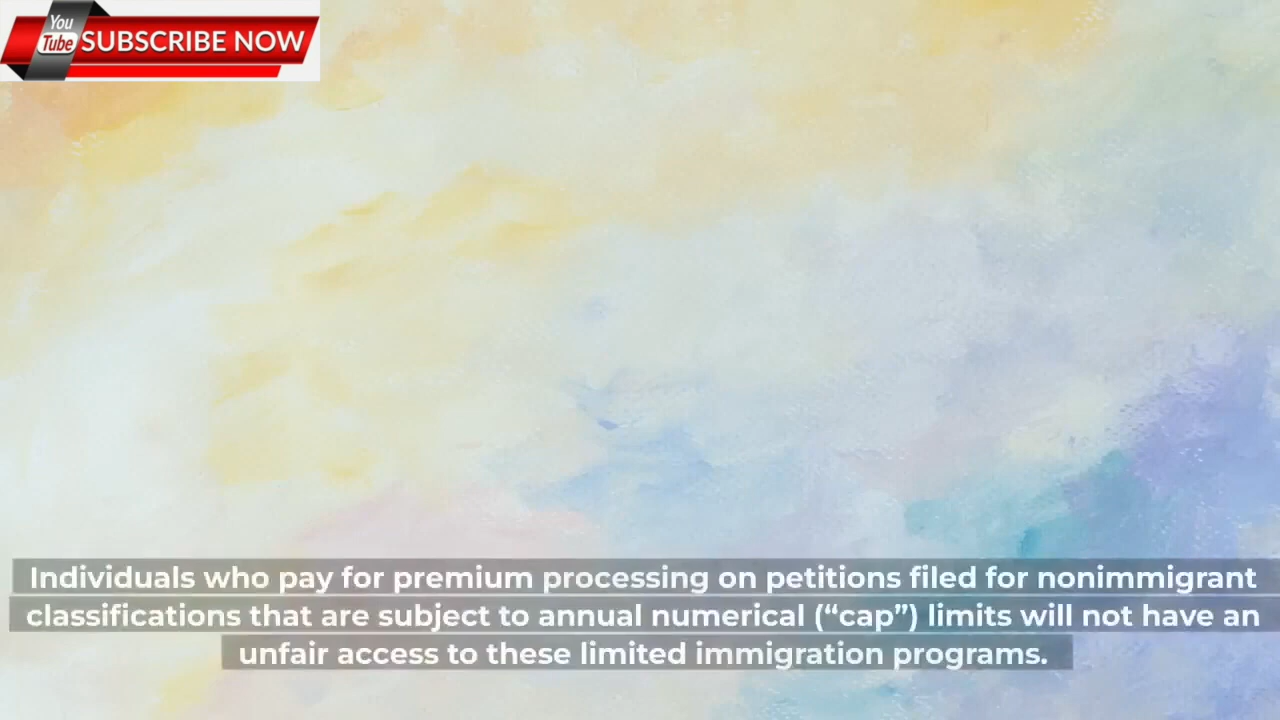 You
Tube
SUBSCRIBE NOW
Individuals who pay for premium processing on petitions filed for nonimmigrant
classifications that are subject to annual numerical (“cap”) limits will not have an
unfair access to these limited immigration programs.